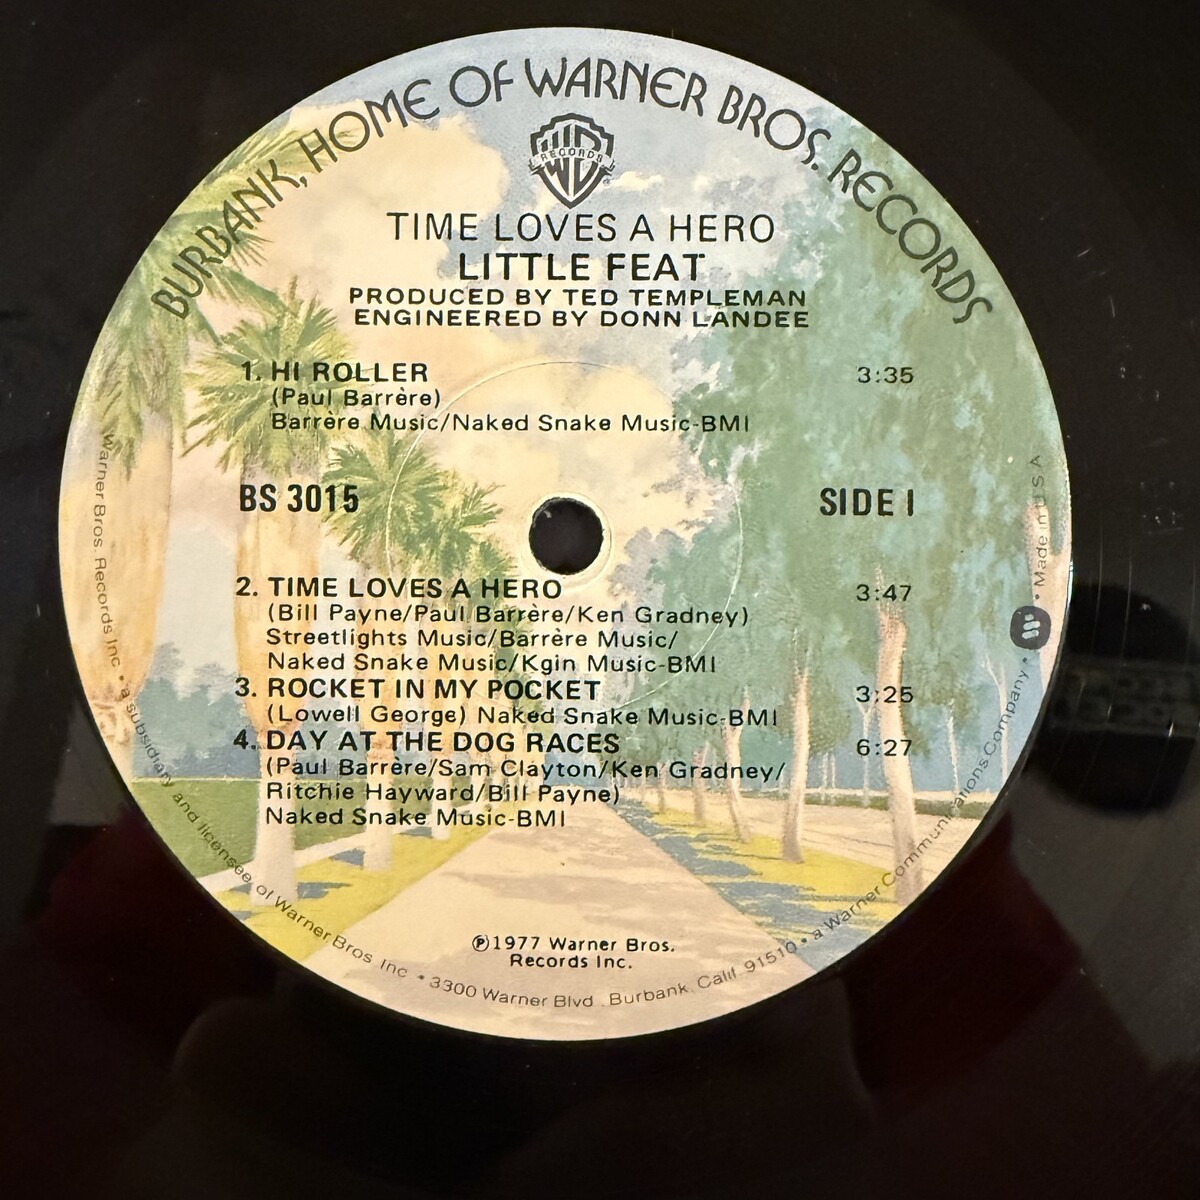 BURBANK, HOME OF WARNER BROS. RECORDS
WB
RECORDS
TIME LOVES A HERO
LITTLE FEAT
PRODUCED BY TED TEMPLEMAN
ENGINEERED BY DONN LANDEE
1. HI ROLLER 3:35
(Paul Barrère)
Barrère Music/Naked Snake Music-BMI
BS 3015 SIDE I
2. TIME LOVES A HERO 3:47
(Bill Payne/Paul Barrère/Ken Gradney)
Streetlights Music/Barrère Music/
Naked Snake Music/Kgin Music-BMI
3. ROCKET IN MY POCKET 3:25
(Lowell George) Naked Snake Music-BMI
4. DAY AT THE DOG RACES 6:27
(Paul Barrère/Sam Clayton/Ken Gradney/
Ritchie Hayward/Bill Payne)
Naked Snake Music-BMI
℗1977 Warner Bros.
Records Inc.
Warner Bros. Records Inc • a subsidiary and licensee of Warner Bros. Inc • 3300 Warner Blvd., Burbank, Calif. 91510 • a Warner Communications Company • Made in U.S.A.